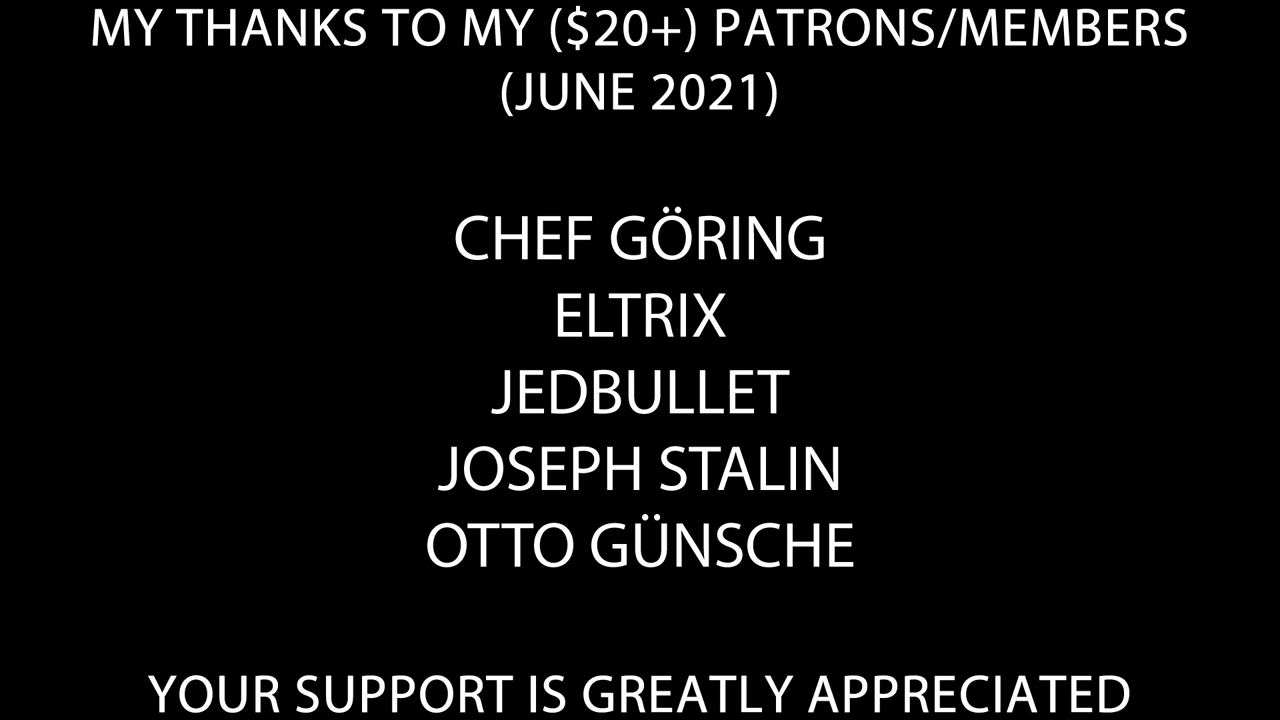 MY THANKS TO MY ($20+) PATRONS/MEMBERS
(JUNE 2021)
CHEF GÖRING
ELTRIX
JEDBULLET
JOSEPH STALIN
OTTO GÜNSCHE
YOUR SUPPORT IS GREATLY APPRECIATED